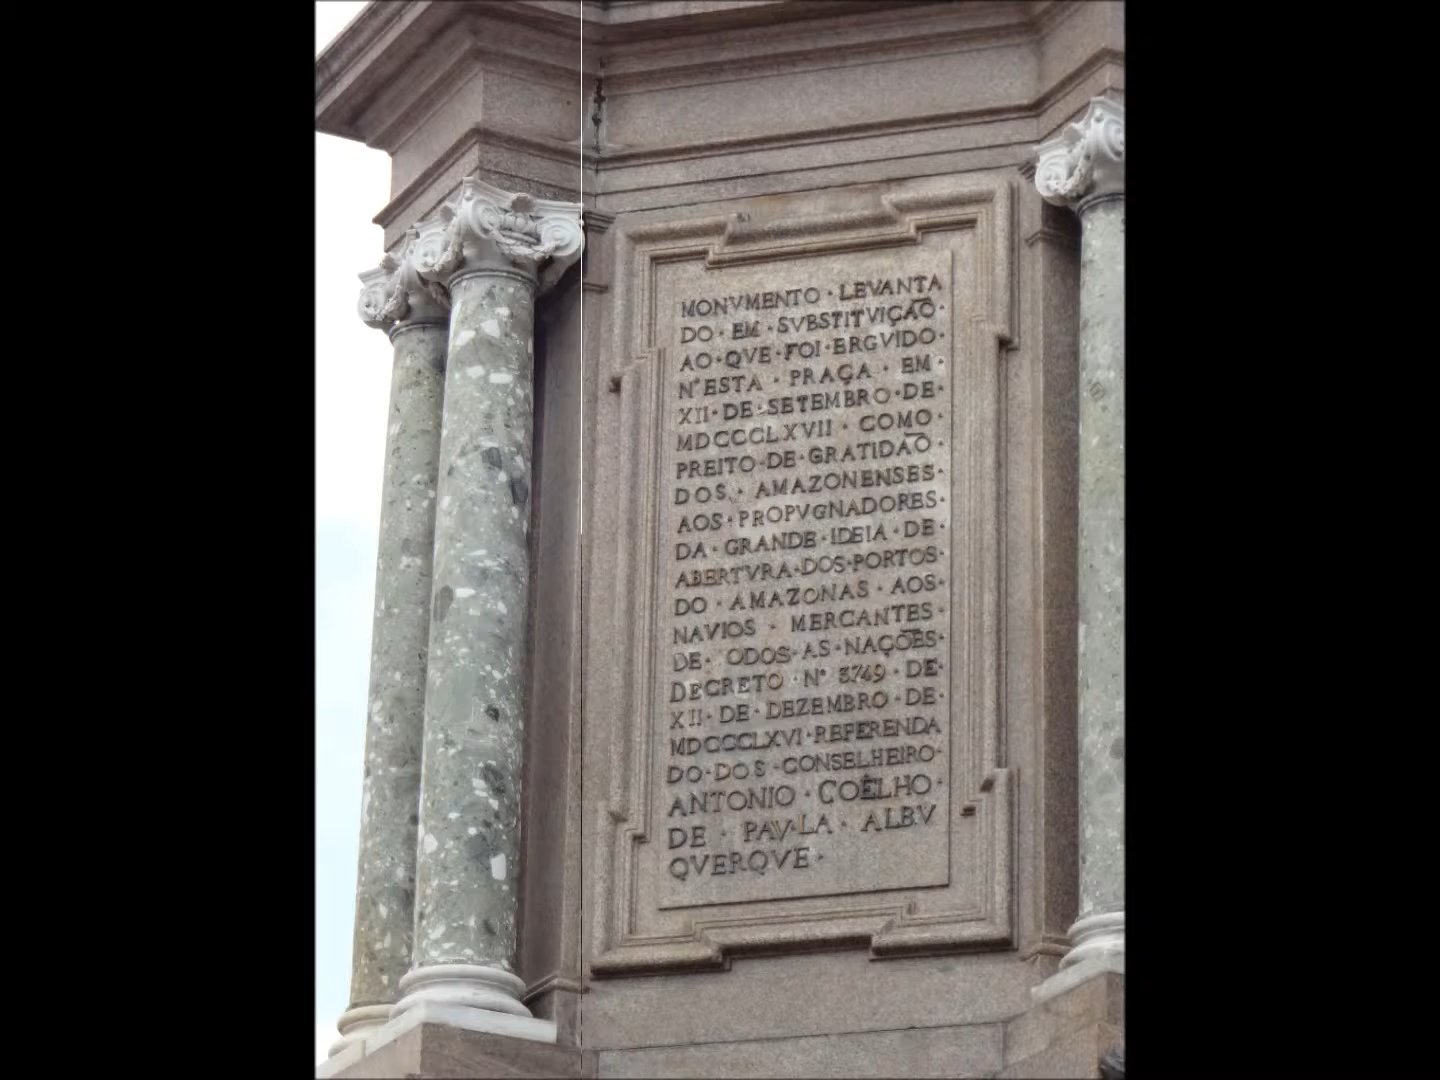 MONVMENTO · LEVANTA
DO · EM · SVBSTITVIÇÃO ·
AO · QVE · FOI · ERGVIDO ·
N'ESTA · PRAÇA · EM ·
XII · DE · SETEMBRO · DE ·
MDCCCLXVII · COMO ·
PREITO · DE · GRATIDÃO ·
DOS · AMAZONENSES ·
AOS · PROPVGNADORES ·
DA · GRANDE · IDEIA · DE ·
ABERTVRA · DOS · PORTOS ·
DO · AMAZONAS · AOS ·
NAVIOS · MERCANTES ·
DE · ODOS · AS · NAÇÕES ·
DECRETO · Nº 3749 · DE ·
XII · DE · DEZEMBRO · DE ·
MDCCCLXVI · REFERENDA
DO · DOS · CONSELHEIRO ·
ANTONIO · COÊLHO ·
DE · PAV·LA · ALBV
QVERQVE ·